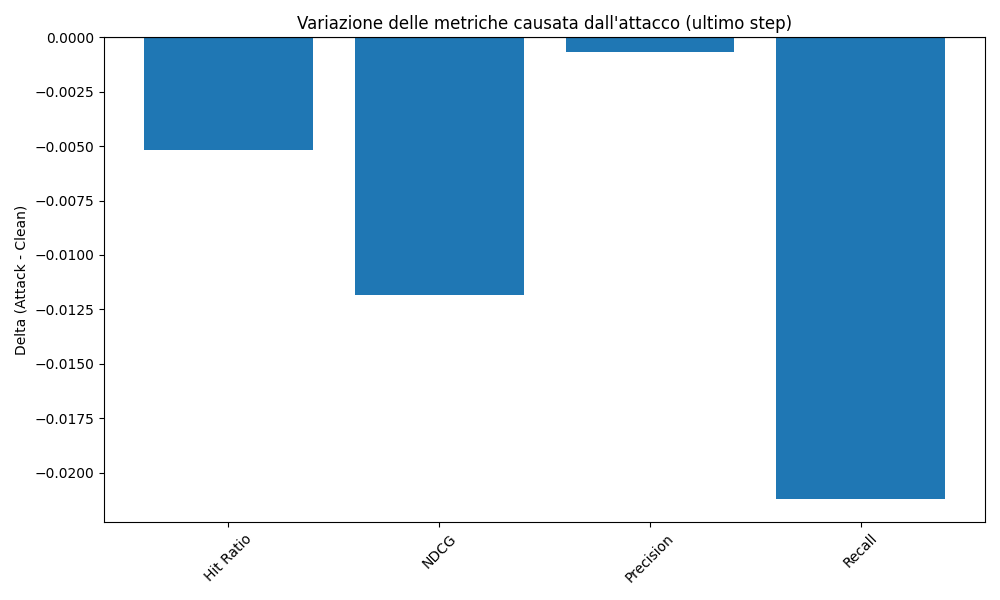 Variazione delle metriche causata dall'attacco (ultimo step)
Delta (Attack - Clean)
0.0000
−0.0025
−0.0050
−0.0075
−0.0100
−0.0125
−0.0150
−0.0175
−0.0200
Hit Ratio
NDCG
Precision
Recall